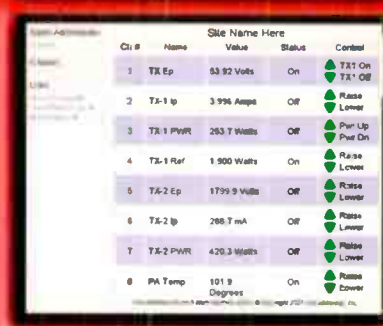 Site Name Here
Ch # Name Value Status Control
1 TX Ep 53.92 Volts On TX1 On
TX1 Off
2 TX-1 Ip 3.996 Amps Off Raise
Lower
3 TX-1 PWR 253.7 Watts Off Pwr Up
Pwr Dn
4 TX-1 Ref 1.900 Watts On Raise
Lower
5 TX-2 Ep 1799.9 Volts Off Raise
Lower
6 TX-2 Ip 288.7 mA Off Raise
Lower
7 TX-2 PWR 420.3 Watts Off Raise
Lower
8 PA Temp 101.9 On Raise
Degrees Lower